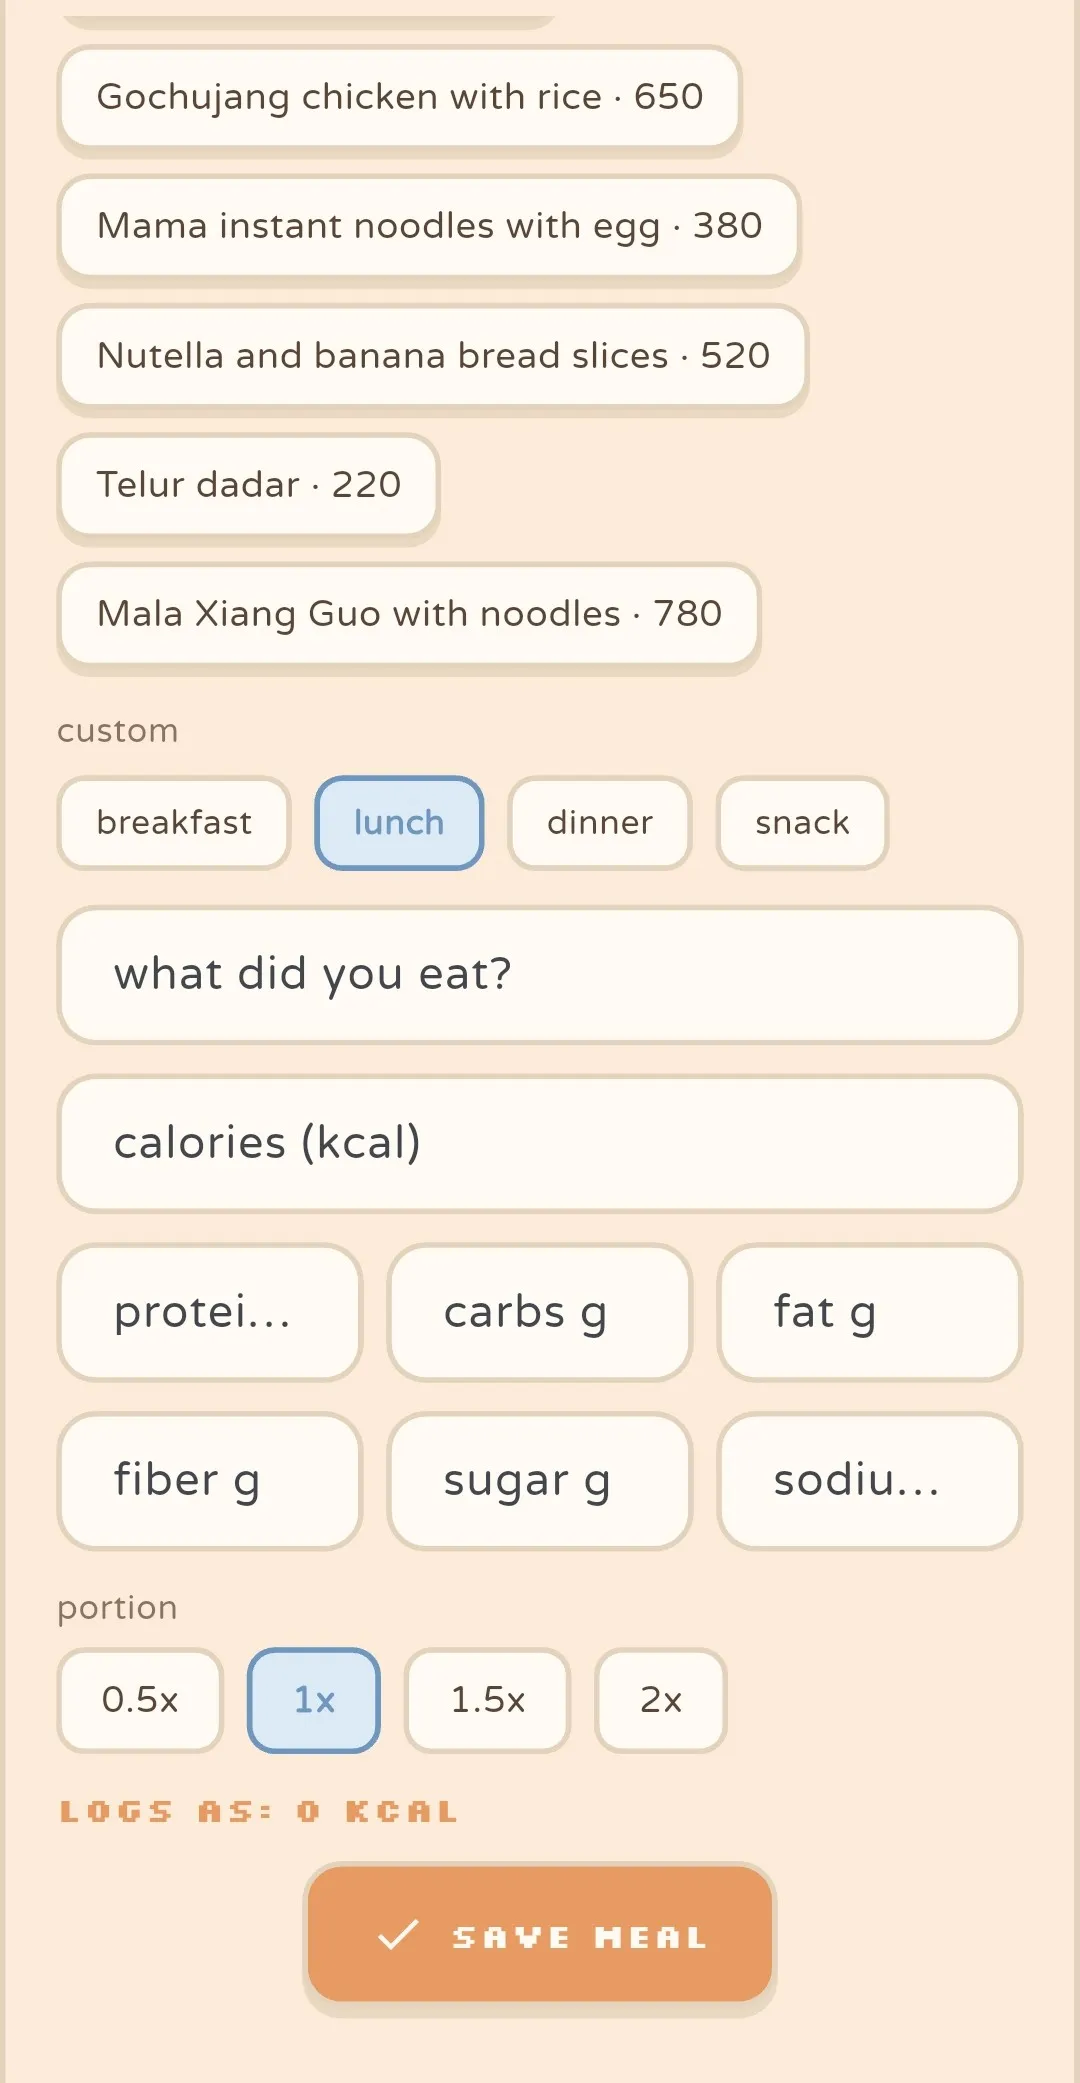 Gochujang chicken with rice · 650
Mama instant noodles with egg · 380
Nutella and banana bread slices · 520
Telur dadar · 220
Mala Xiang Guo with noodles · 780
custom
breakfast lunch dinner snack
what did you eat?
calories (kcal)
protei... carbs g fat g
fiber g sugar g sodiu...
portion
0.5x 1x 1.5x 2x
LOGS AS: 0 KCAL
SAVE MEAL